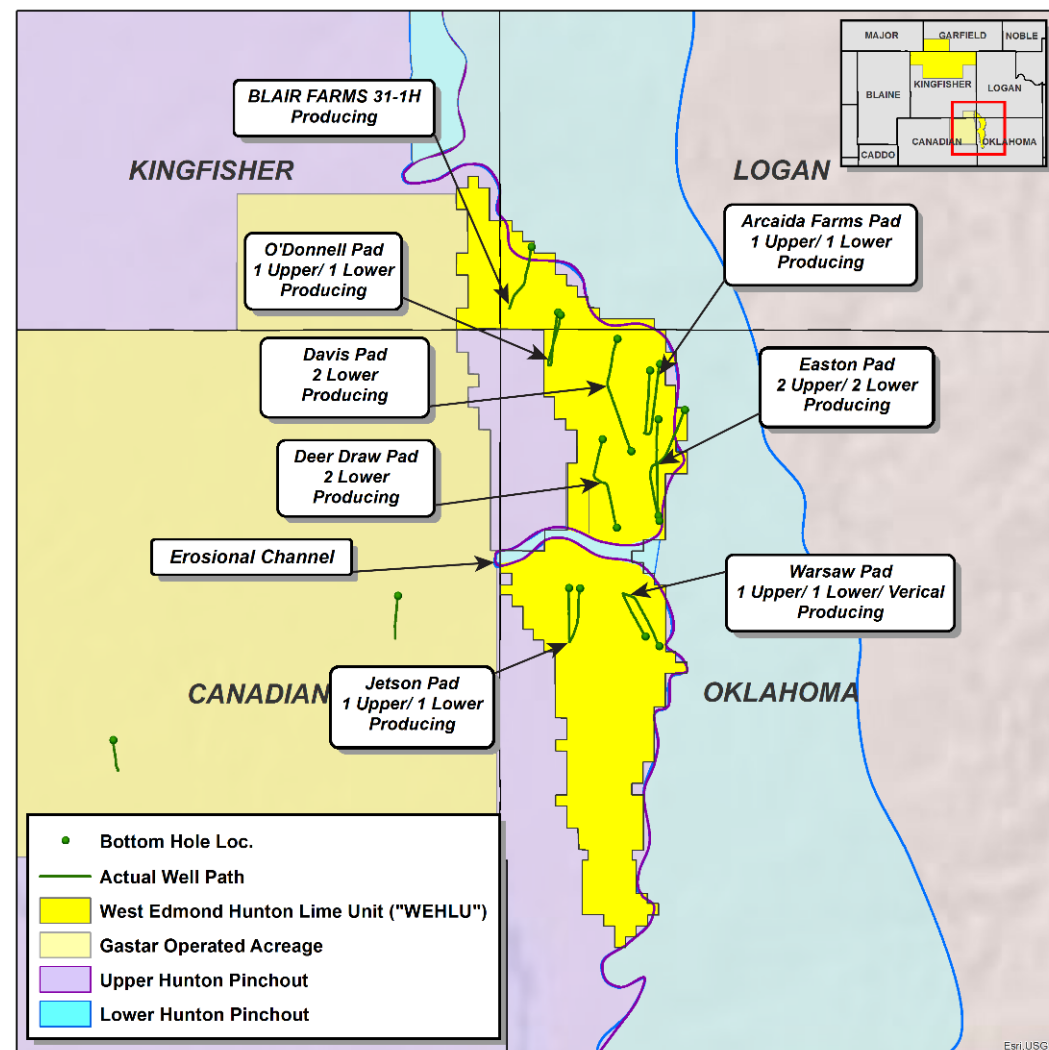 MAJOR
GARFIELD
NOBLE
KINGFISHER
BLAINE
LOGAN
CANADIAN
OKLAHOMA
CADDO
BLAIR FARMS 31-1H
Producing
KINGFISHER
LOGAN
Arcaida Farms Pad
1 Upper/ 1 Lower
Producing
O'Donnell Pad
1 Upper/ 1 Lower
Producing
Davis Pad
2 Lower
Producing
Easton Pad
2 Upper/ 2 Lower
Producing
Deer Draw Pad
2 Lower
Producing
Erosional Channel
Warsaw Pad
1 Upper/ 1 Lower/ Verical
Producing
CANADIAN
OKLAHOMA
Jetson Pad
1 Upper/ 1 Lower
Producing
Bottom Hole Loc.
Actual Well Path
West Edmond Hunton Lime Unit ("WEHLU")
Gastar Operated Acreage
Upper Hunton Pinchout
Lower Hunton Pinchout
Esri,USG